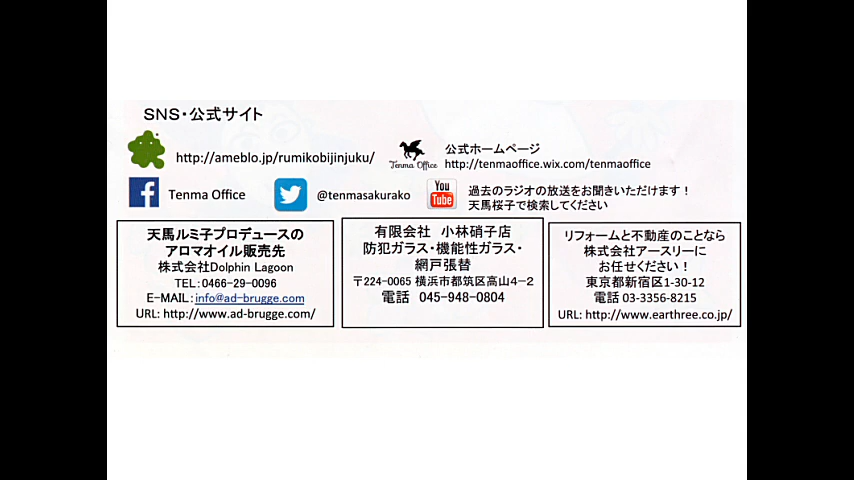 SNS・公式サイト
http://ameblo.jp/rumikobijinjuku/
Tenma Office
公式ホームページ
http://tenmaoffice.wix.com/tenmaoffice
Tenma Office
@tenmasakurako
You
Tube
過去のラジオの放送をお聞きいただけます！
天馬桜子で検索してください
天馬ルミ子プロデュースの
アロマオイル販売先
株式会社Dolphin Lagoon
TEL：0466-29-0096
E-MAIL：info@ad-brugge.com
URL: http://www.ad-brugge.com/
有限会社　小林硝子店
防犯ガラス・機能性ガラス・
網戸張替
〒224-0065 横浜市都筑区高山4－2
電話　045-948-0804
リフォームと不動産のことなら
株式会社アースリーに
お任せください！
東京都新宿区1-30-12
電話 03-3356-8215
URL: http://www.earthree.co.jp/